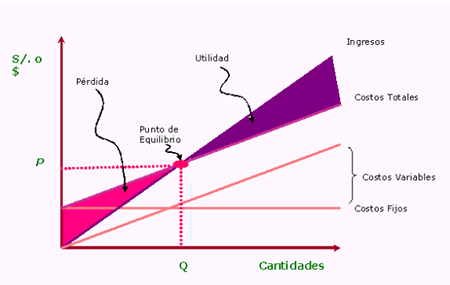 S/. o
$
Ingresos
Utilidad
Pérdida
Costos Totales
Punto de
Equilibrio
P
Costos Variables
Costos Fijos
Q
Cantidades